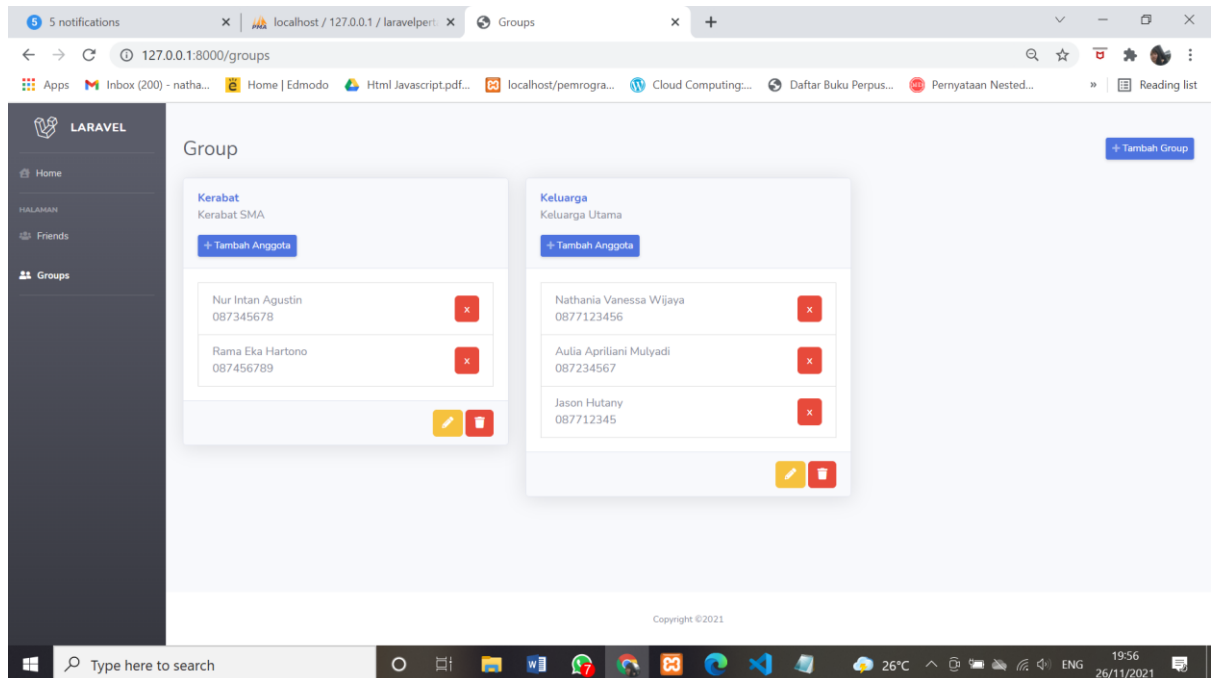 5 5 notifications
localhost / 127.0.0.1 / laravelpert
Groups
127.0.0.1:8000/groups
Apps
Inbox (200) - natha...
Home | Edmodo
Html Javascript.pdf...
localhost/pemrogra...
Cloud Computing:...
Daftar Buku Perpus...
Pernyataan Nested...
»
Reading list
LARAVEL
Home
HALAMAN
Friends
Groups
Group
+ Tambah Group
Kerabat
Kerabat SMA
+ Tambah Anggota
Nur Intan Agustin
087345678
x
Rama Eka Hartono
087456789
x
Keluarga
Keluarga Utama
+ Tambah Anggota
Nathania Vanessa Wijaya
0877123456
x
Aulia Apriliani Mulyadi
087234567
x
Jason Hutany
087712345
x
Copyright ©2021
Type here to search
7
26°C
ENG
19:56
26/11/2021